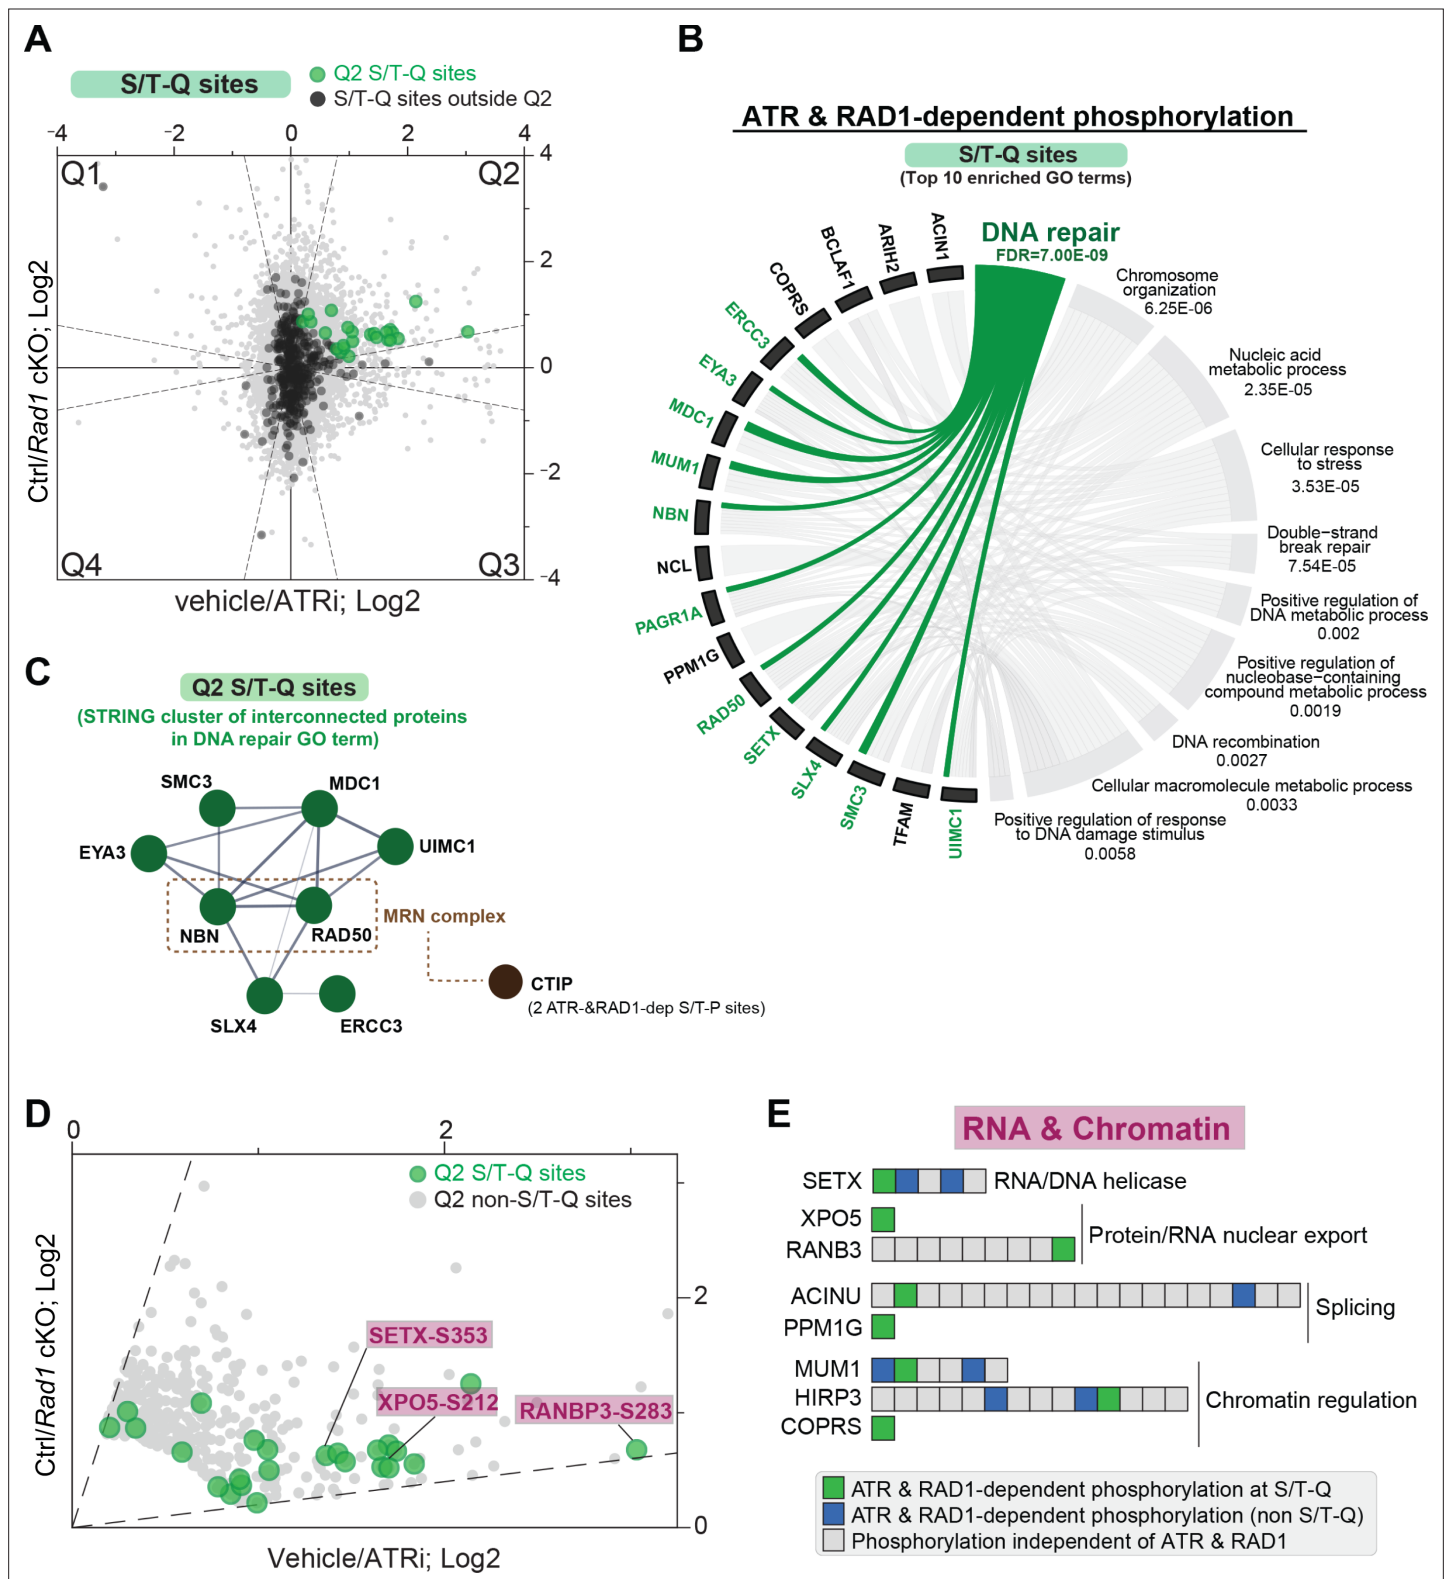 A
S/T-Q sites
Q2 S/T-Q sites
S/T-Q sites outside Q2
−4 −2 0 2 4
Q1 Q2
4
2
0
−2
−4
Q4 Q3
Ctrl/Rad1 cKO; Log2
vehicle/ATRi; Log2
B
ATR & RAD1-dependent phosphorylation
S/T-Q sites
(Top 10 enriched GO terms)
DNA repair
FDR=7.00E-09
Chromosome
organization
6.25E-06
Nucleic acid
metabolic process
2.35E-05
Cellular response
to stress
3.53E-05
Double−strand
break repair
7.54E-05
Positive regulation of
DNA metabolic process
0.002
Positive regulation of
nucleobase−containing
compound metabolic process
0.0019
DNA recombination
0.0027
Cellular macromolecule metabolic process
0.0033
Positive regulation of response
to DNA damage stimulus
0.0058
ACIN1
ARIH2
BCLAF1
COPRS
ERCC3
EYA3
MDC1
MUM1
NBN
NCL
PAGR1A
PPM1G
RAD50
SETX
SLX4
SMC3
TFAM
UIMC1
C
Q2 S/T-Q sites
(STRING cluster of interconnected proteins
in DNA repair GO term)
SMC3 MDC1
EYA3 UIMC1
NBN RAD50
MRN complex
CTIP
(2 ATR-&RAD1-dep S/T-P sites)
SLX4 ERCC3
D
0 2
Q2 S/T-Q sites
Q2 non-S/T-Q sites
SETX-S353
XPO5-S212
RANBP3-S283
2
0
Ctrl/Rad1 cKO; Log2
Vehicle/ATRi; Log2
E
RNA & Chromatin
SETX RNA/DNA helicase
XPO5
RANB3
Protein/RNA nuclear export
ACINU
PPM1G
Splicing
MUM1
HIRP3
COPRS
Chromatin regulation
ATR & RAD1-dependent phosphorylation at S/T-Q
ATR & RAD1-dependent phosphorylation (non S/T-Q)
Phosphorylation independent of ATR & RAD1